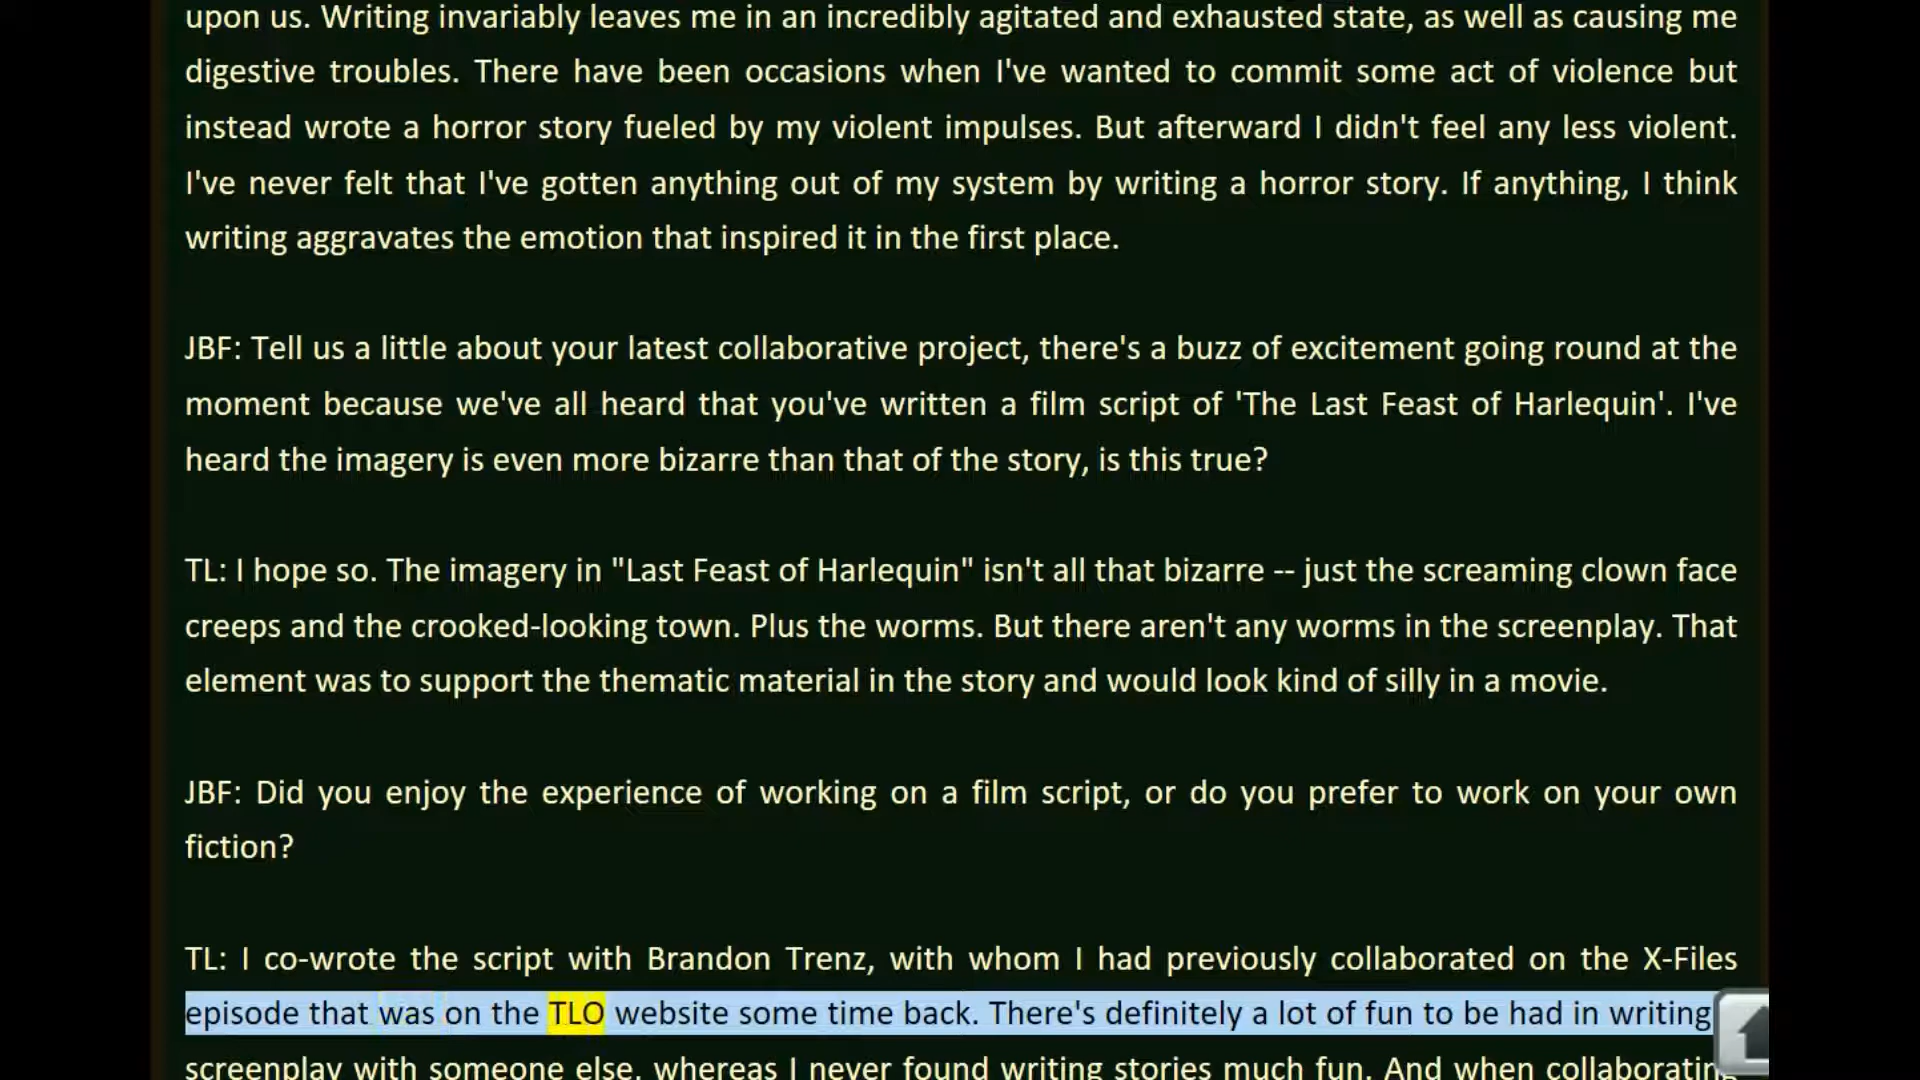 upon us. Writing invariably leaves me in an incredibly agitated and exhausted state, as well as causing me
digestive troubles. There have been occasions when I've wanted to commit some act of violence but
instead wrote a horror story fueled by my violent impulses. But afterward I didn't feel any less violent.
I've never felt that I've gotten anything out of my system by writing a horror story. If anything, I think
writing aggravates the emotion that inspired it in the first place.
JBF: Tell us a little about your latest collaborative project, there's a buzz of excitement going round at the
moment because we've all heard that you've written a film script of 'The Last Feast of Harlequin'. I've
heard the imagery is even more bizarre than that of the story, is this true?
TL: I hope so. The imagery in "Last Feast of Harlequin" isn't all that bizarre -- just the screaming clown face
creeps and the crooked-looking town. Plus the worms. But there aren't any worms in the screenplay. That
element was to support the thematic material in the story and would look kind of silly in a movie.
JBF: Did you enjoy the experience of working on a film script, or do you prefer to work on your own
fiction?
TL: I co-wrote the script with Brandon Trenz, with whom I had previously collaborated on the X-Files
episode that was on the TLO website some time back. There's definitely a lot of fun to be had in writing
screenplay with someone else, whereas I never found writing stories much fun. And when collaborating